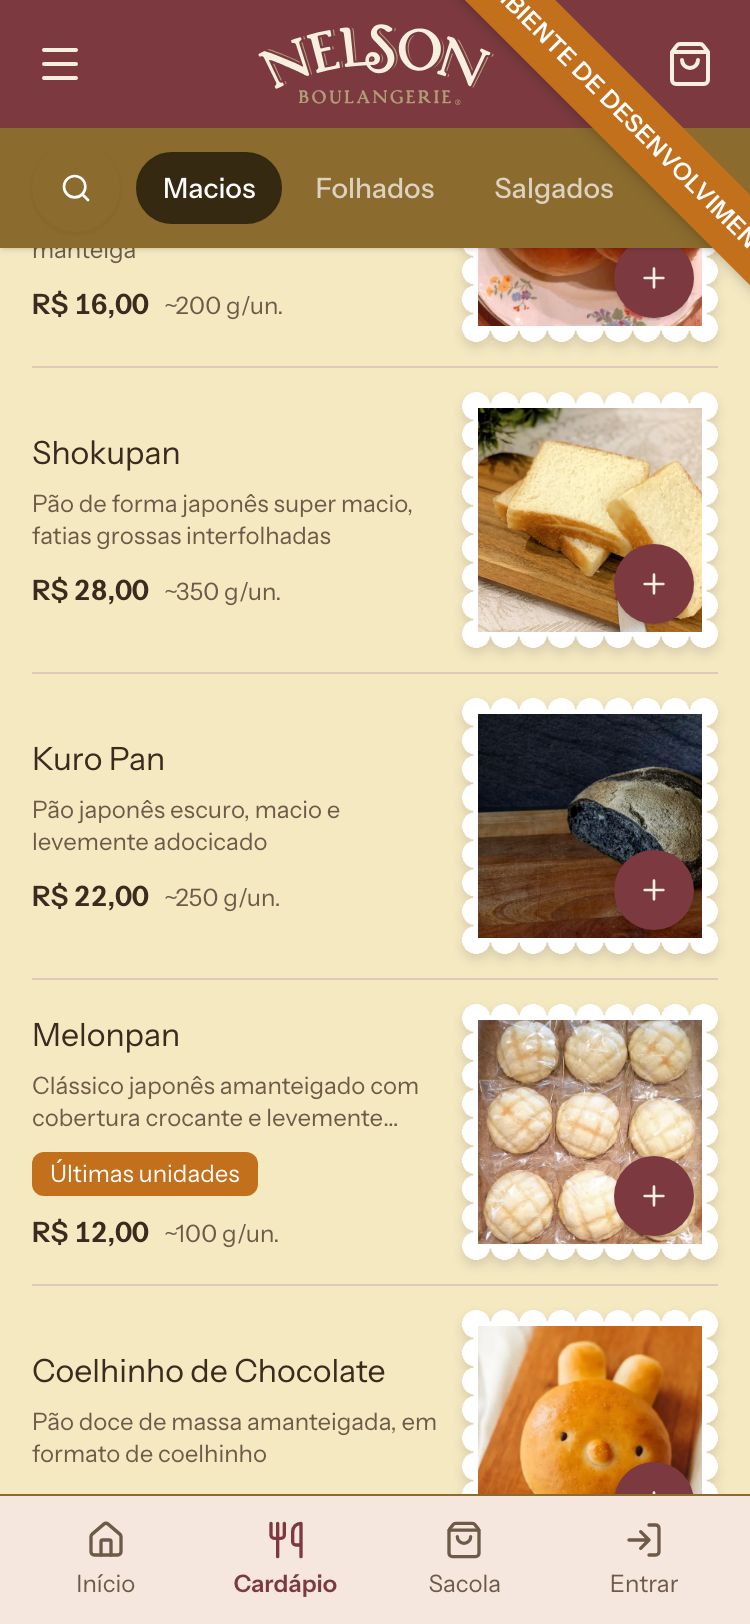 NELSON
BOULANGERIE
DE DESENVOLVIMEN
Macios
Folhados
Salgados
manteiga
R$ 16,00 ~200 g/un.
Shokupan
Pão de forma japonês super macio,
fatias grossas interfolhadas
R$ 28,00 ~350 g/un.
Kuro Pan
Pão japonês escuro, macio e
levemente adocicado
R$ 22,00 ~250 g/un.
Melonpan
Clássico japonês amanteigado com
cobertura crocante e levemente...
Últimas unidades
R$ 12,00 ~100 g/un.
Coelhinho de Chocolate
Pão doce de massa amanteigada, em
formato de coelhinho
Início
Cardápio
Sacola
Entrar